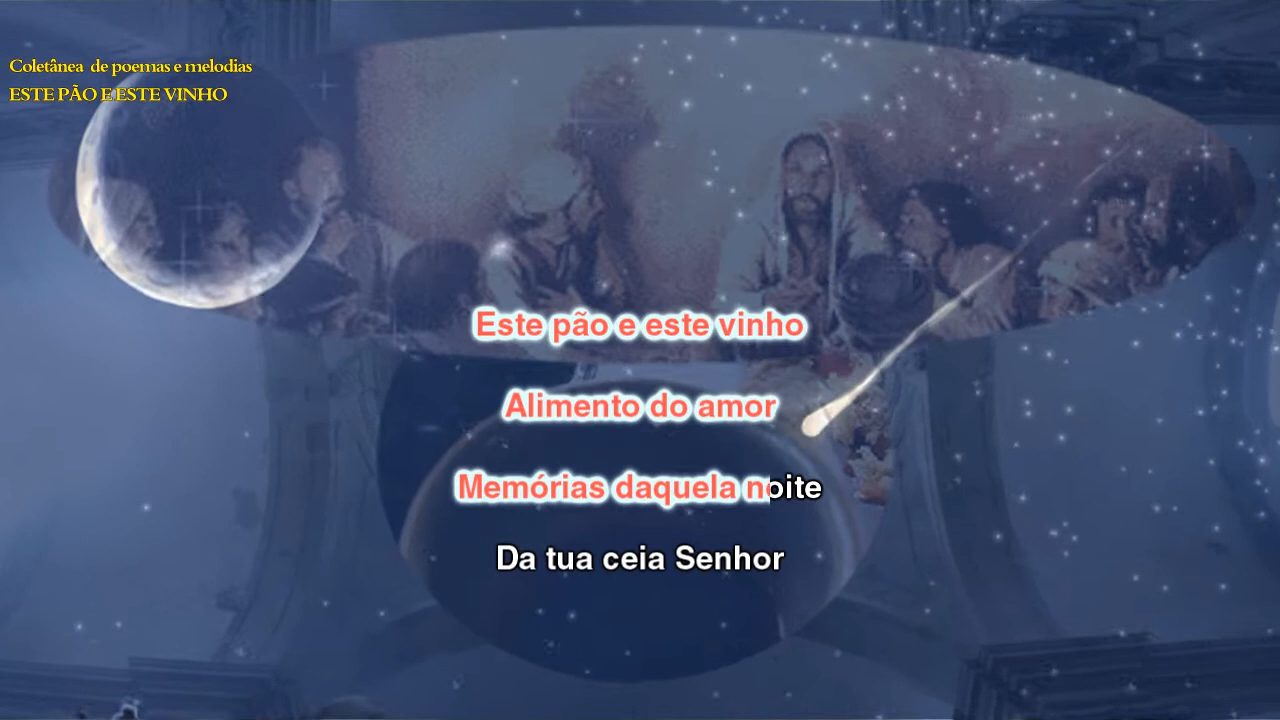 Coletânea de poemas e melodias
ESTE PÃO E ESTE VINHO
Este pão e este vinho
Alimento do amor
Memórias daquela noite
Da tua ceia Senhor